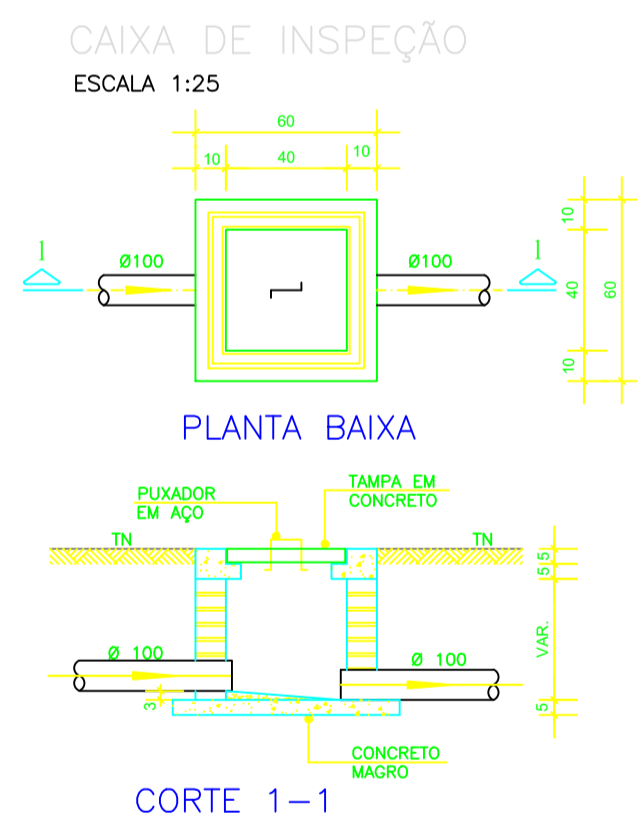 CAIXA DE INSPEÇÃO
ESCALA 1:25
60
10 40 10
1 Ø100 Ø100 1
10
40
60
10
PLANTA BAIXA
PUXADOR
EM AÇO
TAMPA EM
CONCRETO
TN TN
5
5
VAR.
Ø 100 Ø 100
3 5
CONCRETO
MAGRO
CORTE 1-1